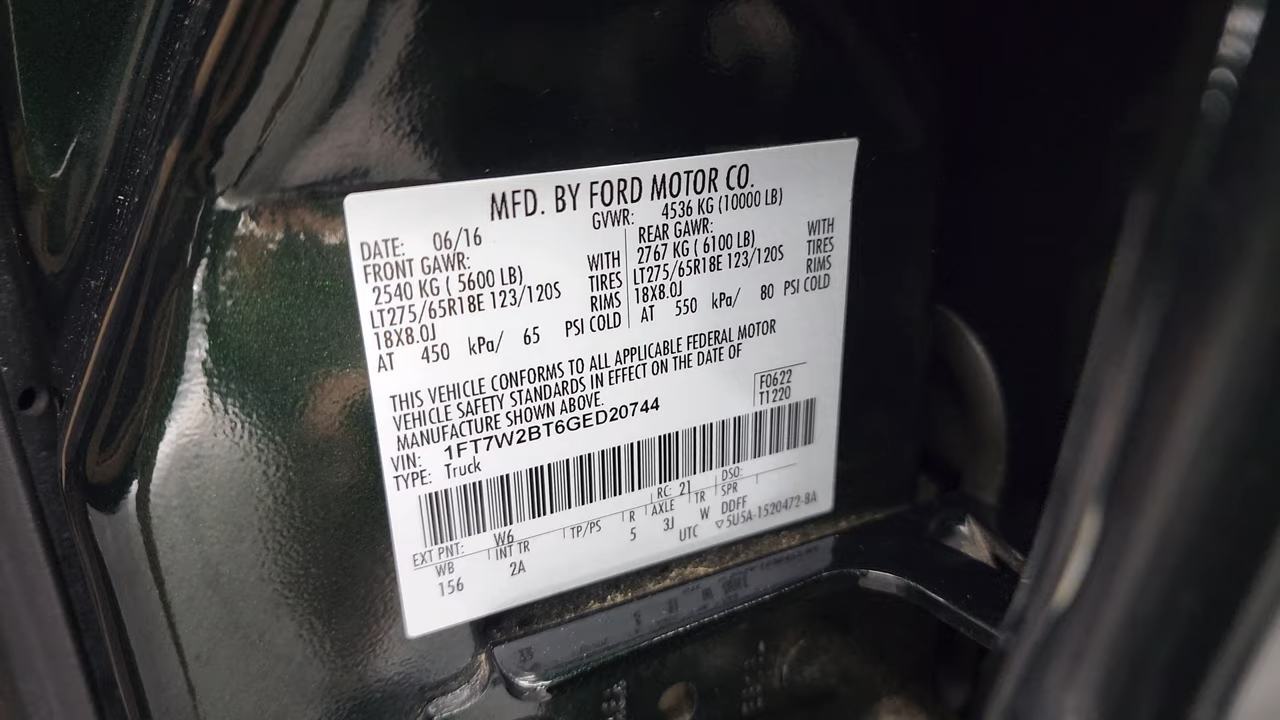 MFD. BY FORD MOTOR CO.
DATE: 06/16 GVWR: 4536 KG (10000 LB)
FRONT GAWR: REAR GAWR:
2540 KG ( 5600 LB) WITH 2767 KG ( 6100 LB) WITH
LT275/65R18E 123/120S TIRES LT275/65R18E 123/120S TIRES
18X8.0J RIMS 18X8.0J RIMS
AT 450 kPa/ 65 PSI COLD AT 550 kPa/ 80 PSI COLD
THIS VEHICLE CONFORMS TO ALL APPLICABLE FEDERAL MOTOR
VEHICLE SAFETY STANDARDS IN EFFECT ON THE DATE OF
MANUFACTURE SHOWN ABOVE.
VIN: 1FT7W2BT6GED20744
TYPE: Truck
F0622
T1220
EXT PNT: W6 RC: 21 DSO:
WB INT TR TP/PS R AXLE TR SPR
156 2A 5 3J W DDFF
UTC ▽5U5A-1520472-BA